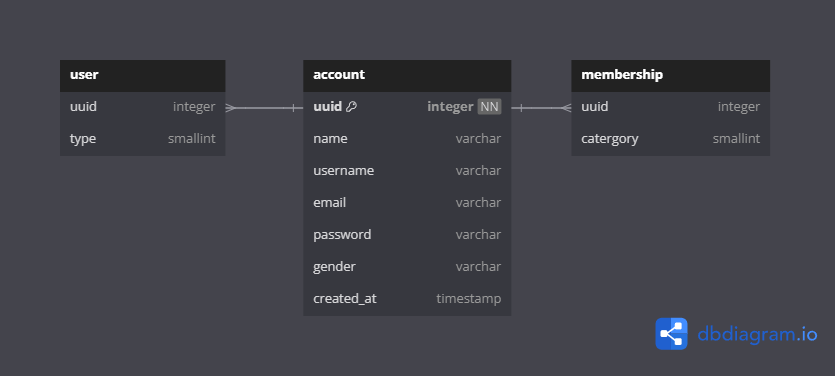 user
uuid integer
type smallint
account
uuid integer NN
name varchar
username varchar
email varchar
password varchar
gender varchar
created_at timestamp
membership
uuid integer
catergory smallint
dbdiagram.io